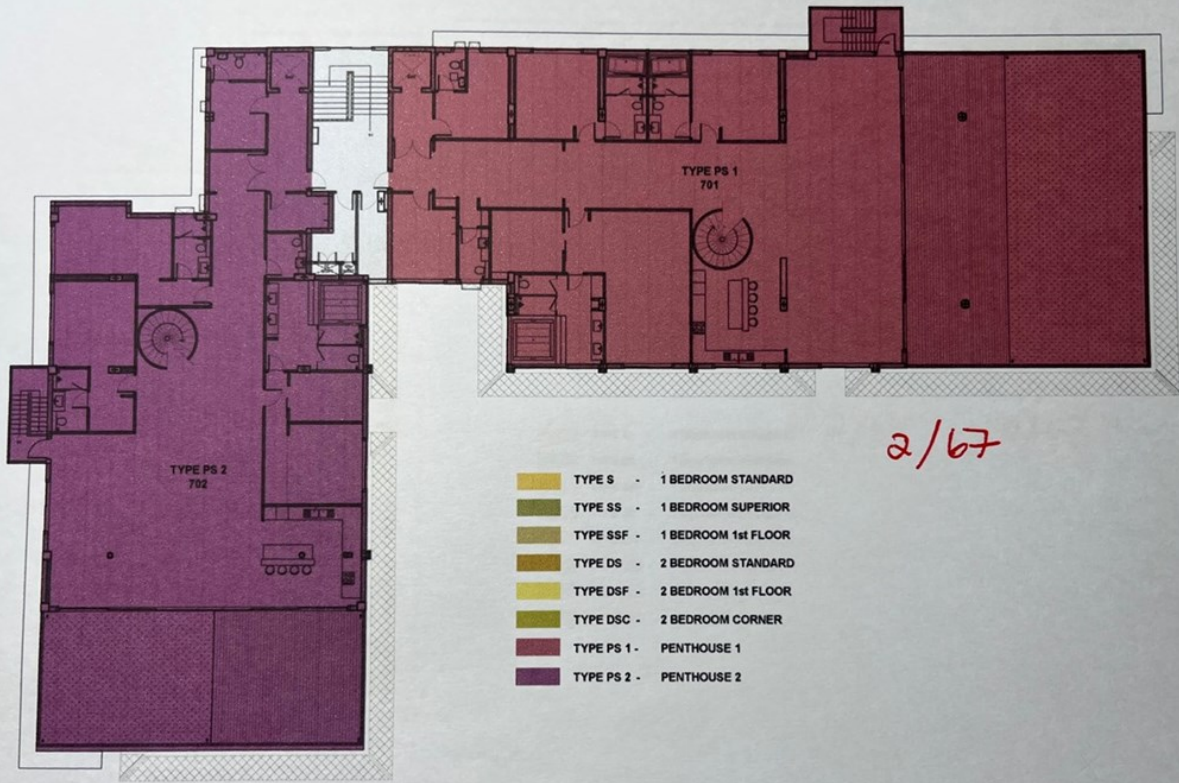 TYPE PS 1
701
TYPE PS 2
702
2/67
TYPE S - 1 BEDROOM STANDARD
TYPE SS - 1 BEDROOM SUPERIOR
TYPE SSF - 1 BEDROOM 1st FLOOR
TYPE DS - 2 BEDROOM STANDARD
TYPE DSF - 2 BEDROOM 1st FLOOR
TYPE DSC - 2 BEDROOM CORNER
TYPE PS 1 - PENTHOUSE 1
TYPE PS 2 - PENTHOUSE 2